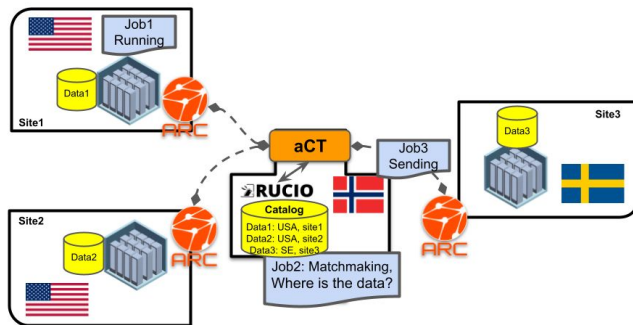 Job1
Running
Data1
Site1
ARC
Site3
Data3
aCT
Job3
Sending
RUCIO
Catalog
Data1: USA, site1
Data2: USA, site2
Data3: SE, site3
ARC
Site2
Data2
ARC
Job2: Matchmaking,
Where is the data?